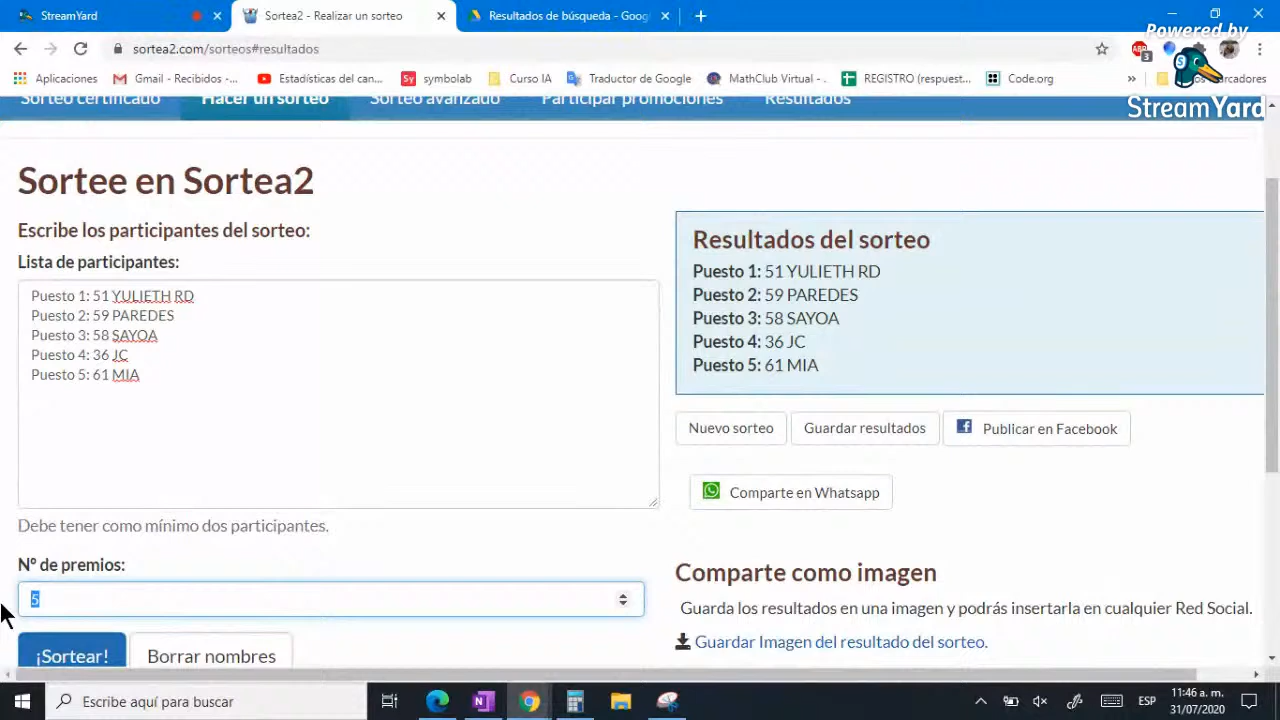 StreamYard
Sortea2 - Realizar un sorteo
Resultados de búsqueda - Goog
Powered by
StreamYard
sortea2.com/sorteos#resultados
ABP
3
Aplicaciones
Gmail - Recibidos -...
Estadísticas del can...
Sy symbolab
Curso IA
Traductor de Google
MathClub Virtual -...
REGISTRO (respuest...
Code.org
»
marcadores
Sorteo certificado
Hacer un sorteo
Sorteo avanzado
Participar promociones
Resultados
Sortee en Sortea2
Escribe los participantes del sorteo:
Lista de participantes:
Puesto 1: 51 YULIETH RD
Puesto 2: 59 PAREDES
Puesto 3: 58 SAYOA
Puesto 4: 36 JC
Puesto 5: 61 MIA
Debe tener como mínimo dos participantes.
Nº de premios:
5
¡Sortear!
Borrar nombres
Resultados del sorteo
Puesto 1: 51 YULIETH RD
Puesto 2: 59 PAREDES
Puesto 3: 58 SAYOA
Puesto 4: 36 JC
Puesto 5: 61 MIA
Nuevo sorteo
Guardar resultados
Publicar en Facebook
Comparte en Whatsapp
Comparte como imagen
Guarda los resultados en una imagen y podrás insertarla en cualquier Red Social.
Guardar Imagen del resultado del sorteo.
Escribe aquí para buscar
ESP
11:46 a. m.
31/07/2020